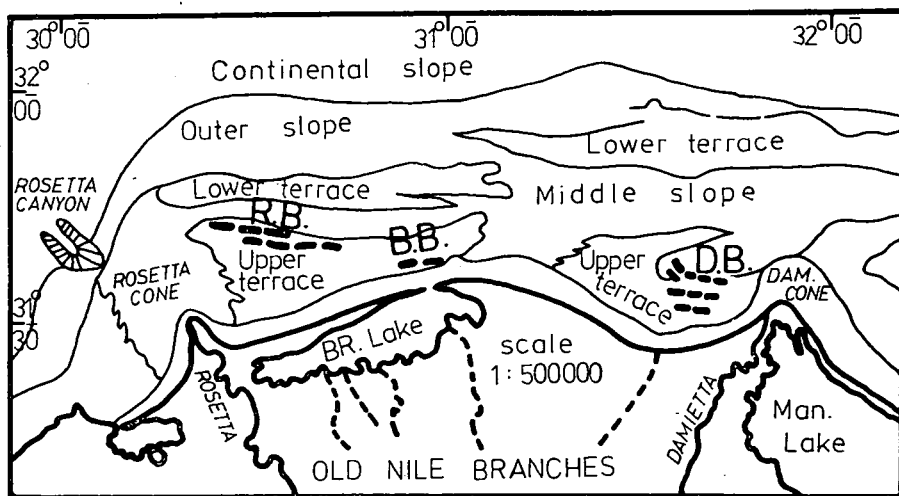 30° 00̅
31° 00̅
32° 00̅
32° 00̅
Continental slope
Outer slope
Lower terrace
ROSETTA CANYON
Lower terrace
Middle slope
R.B.
B.B.
D.B.
Upper terrace
Upper terrace
ROSETTA CONE
DAM. CONE
31° 30̅
BR. Lake
scale
1 : 500000
ROSETTA
DAMIETTA
Man. Lake
OLD NILE BRANCHES